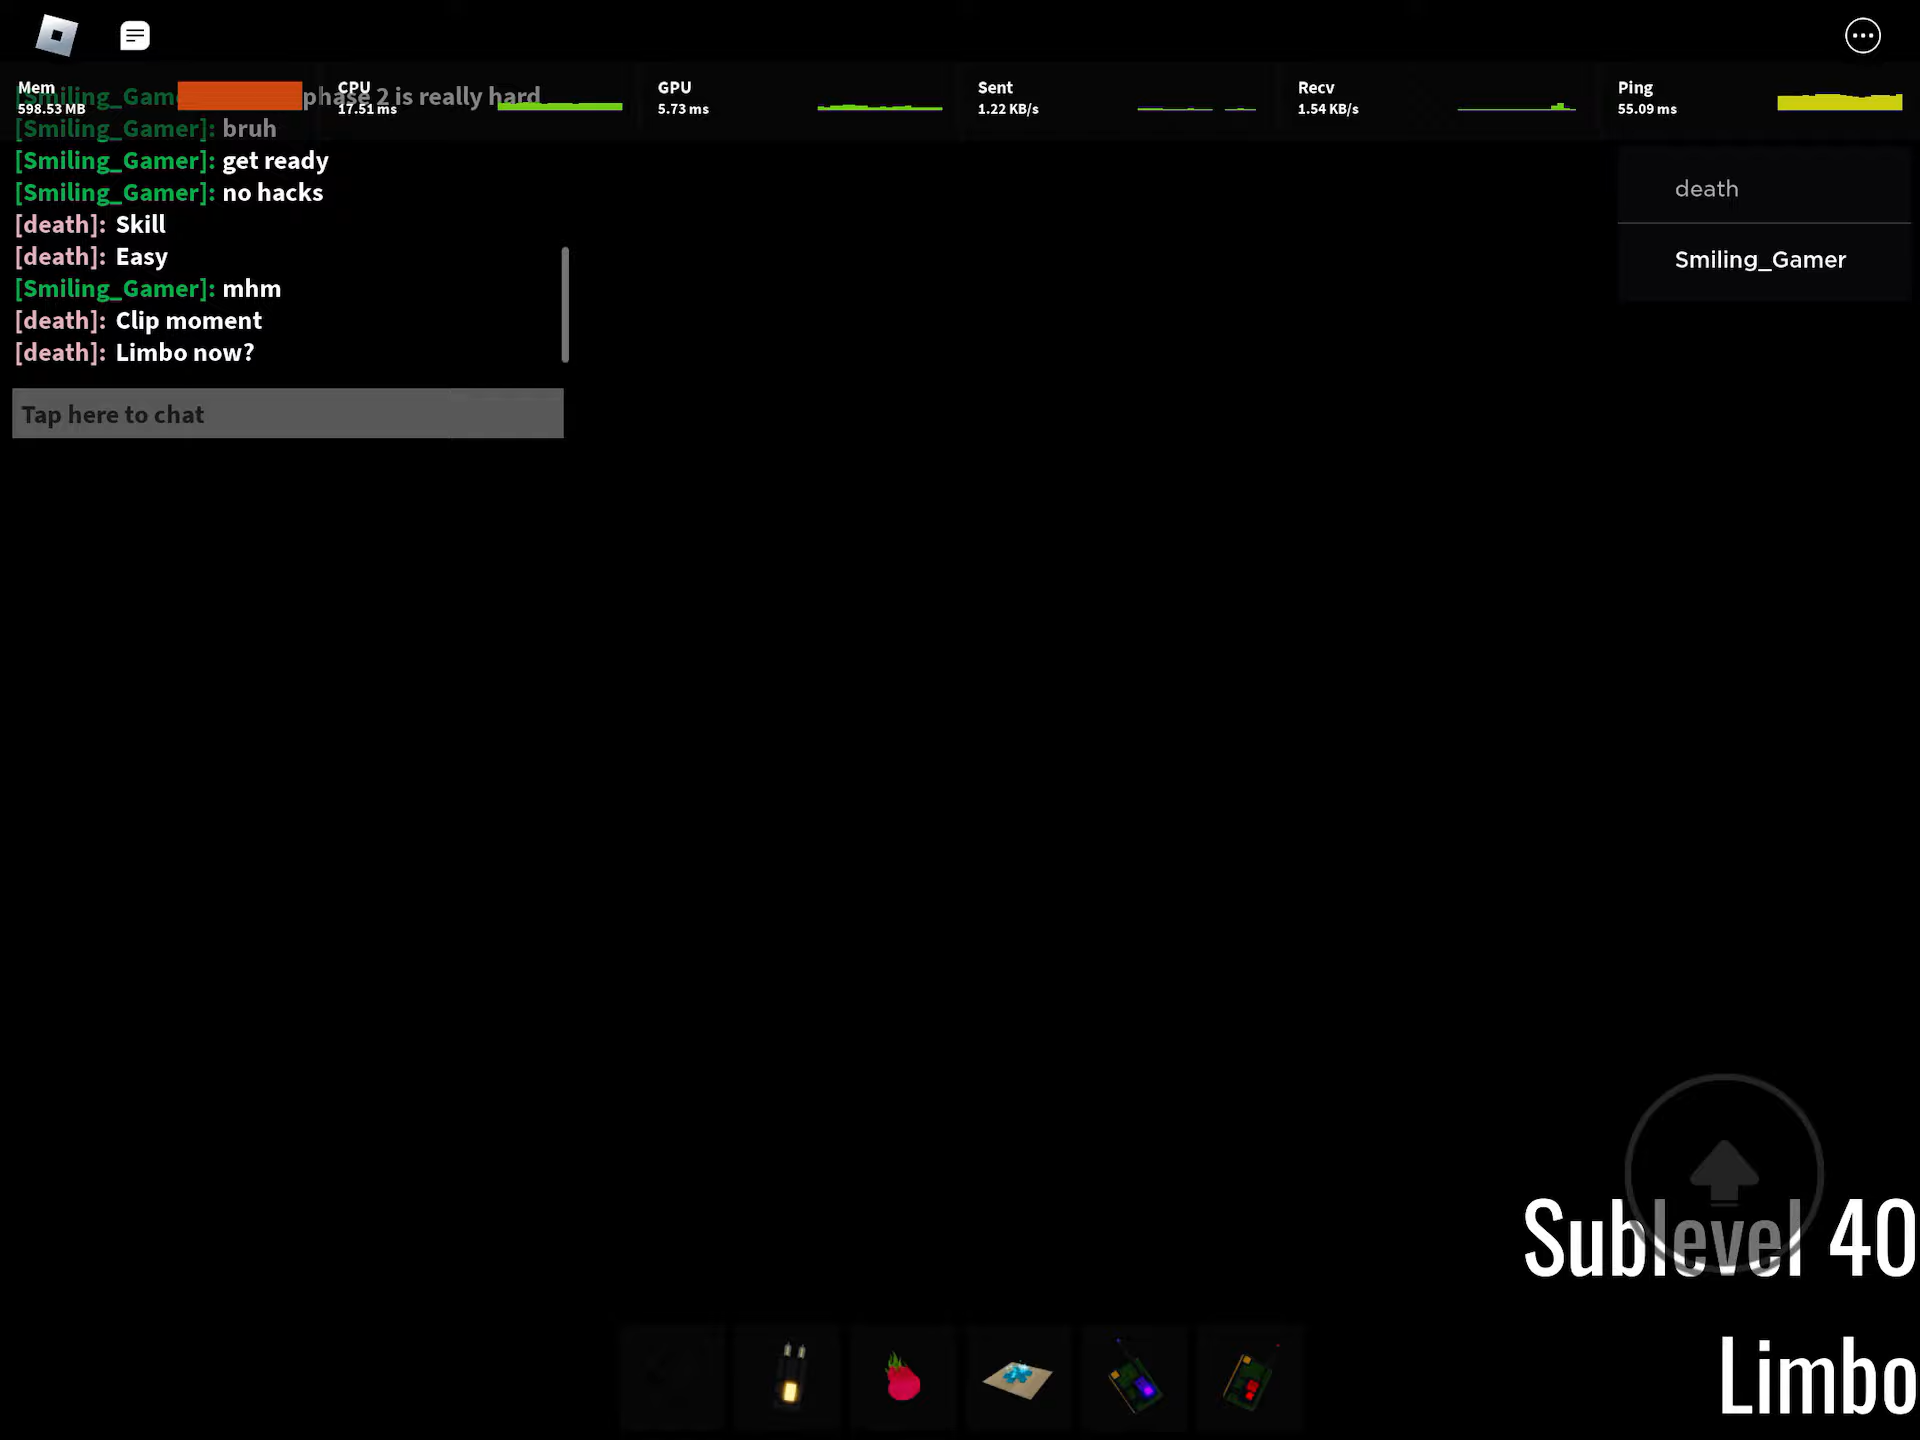 Mem
598.53 MB
CPU
17.51 ms
GPU
5.73 ms
Sent
1.22 KB/s
Recv
1.54 KB/s
Ping
55.09 ms
[Smiling_Game phase 2 is really hard
[Smiling_Gamer]: bruh
[Smiling_Gamer]: get ready
[Smiling_Gamer]: no hacks
[death]: Skill
[death]: Easy
[Smiling_Gamer]: mhm
[death]: Clip moment
[death]: Limbo now?
Tap here to chat
death
Smiling_Gamer
Sublevel 40
Limbo